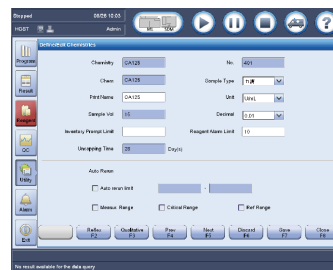 Stopped 08/26 10:03
HOST Admin
Define/Edit Chemistries
Program
Result
Reagent
QC
Utility
Alarm
Exit
Chemistry CA125 No. 401
Chem CA125 Sample Type
Print Name CA125 Unit U/mL
Sample Vol Decimal 0.01
Inventory Prompt Limit Reagent Alarm Limit 10
Uncapping Time 28 Day(s)
Auto Rerun
Auto rerun limit -
Manual Range Critical Range Ref Range
Reflex F2 Qualitative F3 Prev F4 Next F5 Discard F6 Save F7 Close F8
No result available for the data query